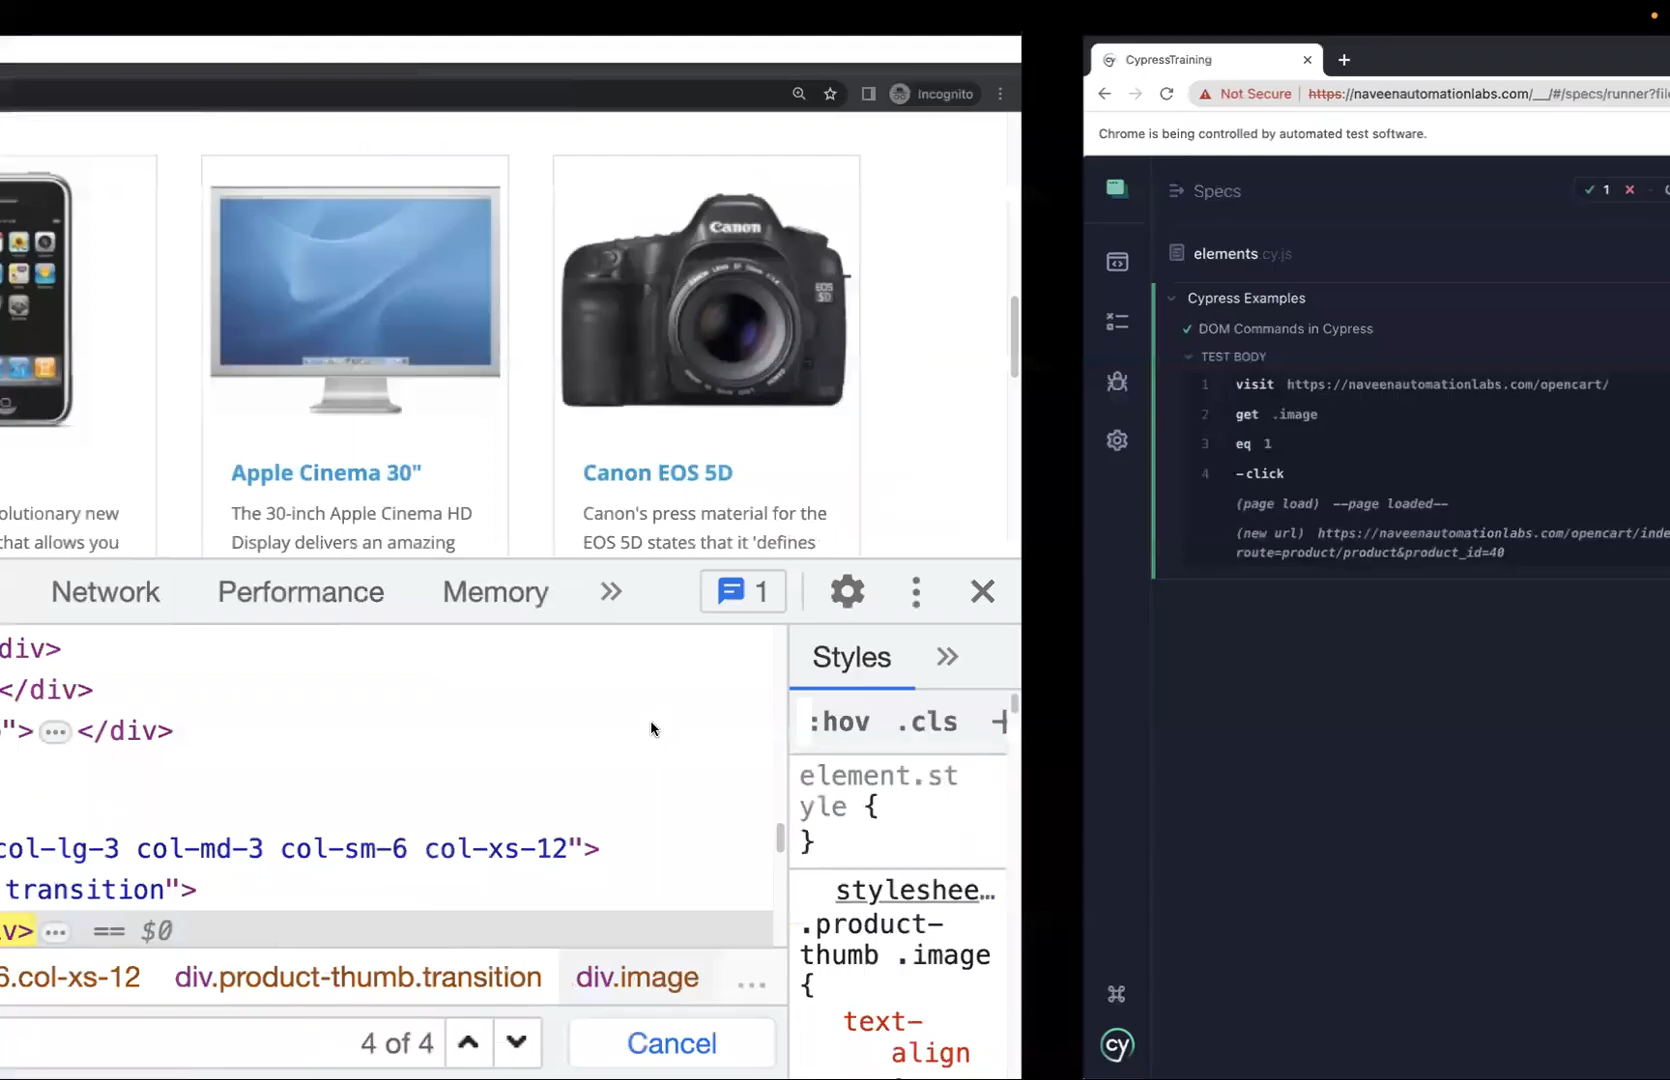 Incognito
Canon
EOS
5D
Apple Cinema 30"
Canon EOS 5D
olutionary new
that allows you
The 30-inch Apple Cinema HD
Display delivers an amazing
Canon's press material for the
EOS 5D states that it 'defines
Network
Performance
Memory
1
div>
</div>
"> ••• </div>
col-lg-3 col-md-3 col-sm-6 col-xs-12">
transition">
v> ••• == $0
6.col-xs-12 div.product-thumb.transition div.image ...
4 of 4
Cancel
Styles
:hov .cls +
element.st
yle {
}
styleshee…
.product-
thumb .image
{
text-
align
CypressTraining
Not Secure https://naveenautomationlabs.com/__/#/specs/runner?fil
Chrome is being controlled by automated test software.
Specs
1
elements.cy.js
Cypress Examples
DOM Commands in Cypress
TEST BODY
1 visit https://naveenautomationlabs.com/opencart/
2 get .image
3 eq 1
4 -click
(page load) --page loaded--
(new url) https://naveenautomationlabs.com/opencart/inde
route=product/product&product_id=40
cy